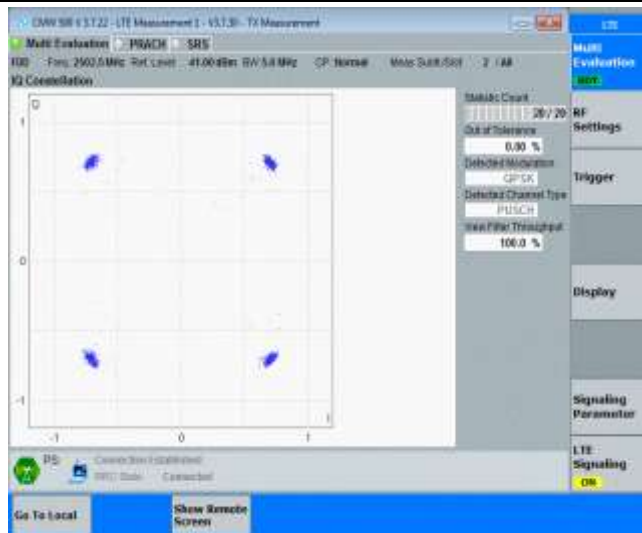 CMW 500 V 3.7.22 - LTE Measurement 1 - V3.7.30 - TX Measurement
LTE
Multi Evaluation PRACH SRS
Multi
Evaluation
RDY
Freq: 2502.5 MHz Ref. Level: 41.00 dBm BW: 5.0 MHz CP: Normal Meas Subfr/Slot 2 / All
IQ Constellation
Q
Statistic Count
20 / 20
RF
Settings
Out of Tolerance
0.00 %
Detected Modulation
QPSK
Trigger
Detected Channel Type
PUSCH
View Filter Throughput
100.0 %
1
0
-1
Display
I
-1 0 1
Signaling
Parameter
PS:
Connection Established
RRC State Connected
LTE
Signaling
ON
Go To Local
Show Remote
Screen